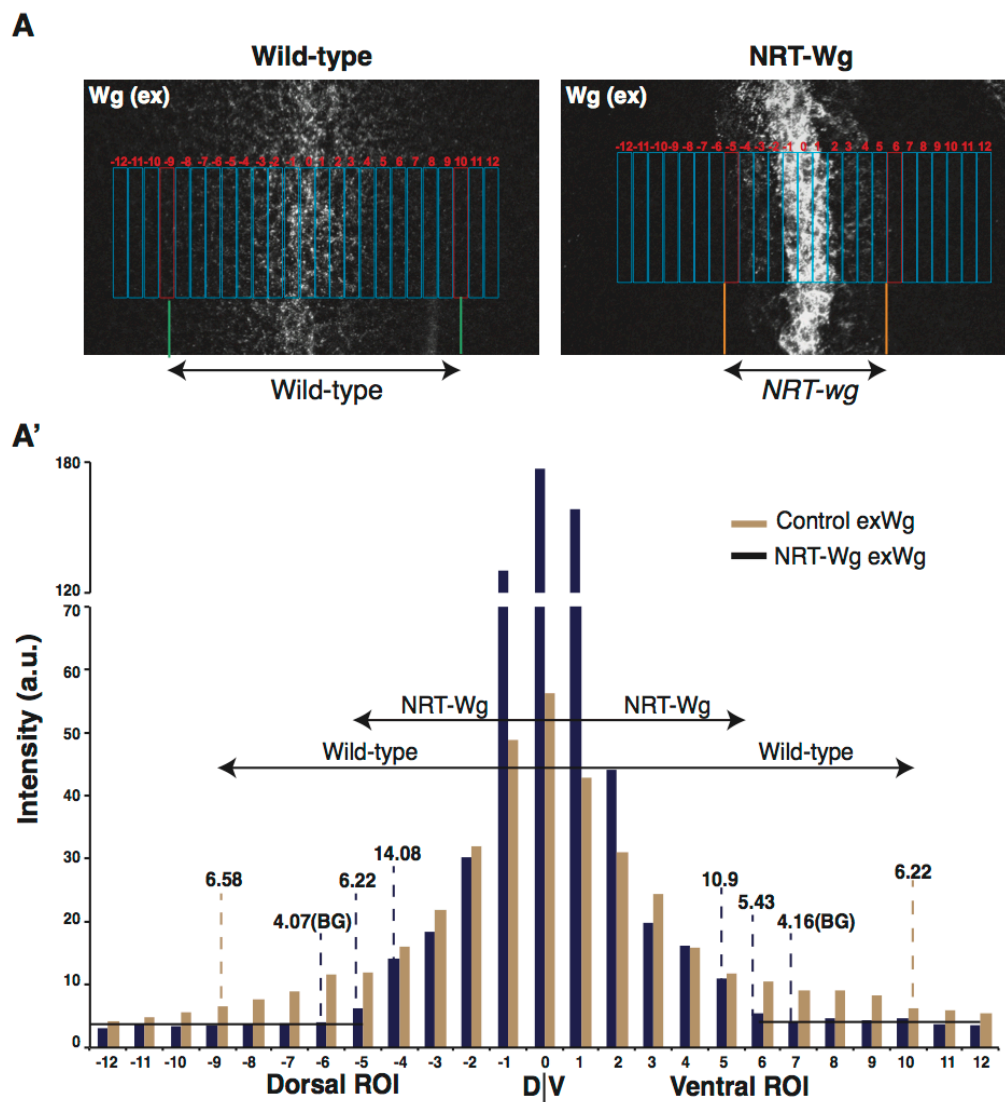 A
Wild-type
NRT-Wg
Wg (ex)
Wg (ex)
-12 -11 -10 -9 -8 -7 -6 -5 -4 -3 -2 -1 0 1 2 3 4 5 6 7 8 9 10 11 12
-12 -11 -10 -9 -8 -7 -6 -5 -4 -3 -2 -1 0 1 2 3 4 5 6 7 8 9 10 11 12
Wild-type
NRT-wg
A'
180
120
70
60
50
40
30
20
10
0
Intensity (a.u.)
Control exWg
NRT-Wg exWg
NRT-Wg
NRT-Wg
Wild-type
Wild-type
6.58
4.07(BG)
6.22
14.08
10.9
5.43
4.16(BG)
6.22
-12 -11 -10 -9 -8 -7 -6 -5 -4 -3 -2 -1 0 1 2 3 4 5 6 7 8 9 10 11 12
Dorsal ROI
D|V
Ventral ROI